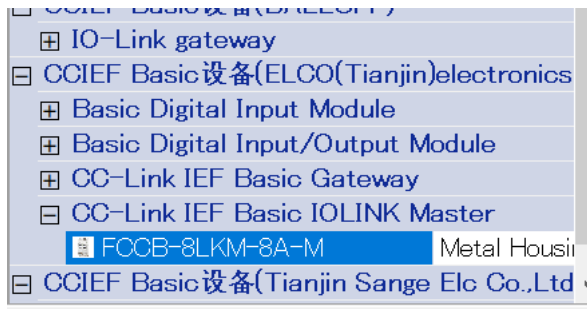 IO-Link gateway
CCIEF Basic设备(ELCO(Tianjin)electronics
Basic Digital Input Module
Basic Digital Input/Output Module
CC-Link IEF Basic Gateway
CC-Link IEF Basic IOLINK Master
FCCB-8LKM-8A-M Metal Housi
CCIEF Basic设备(Tianjin Sange Elc Co.,Ltd